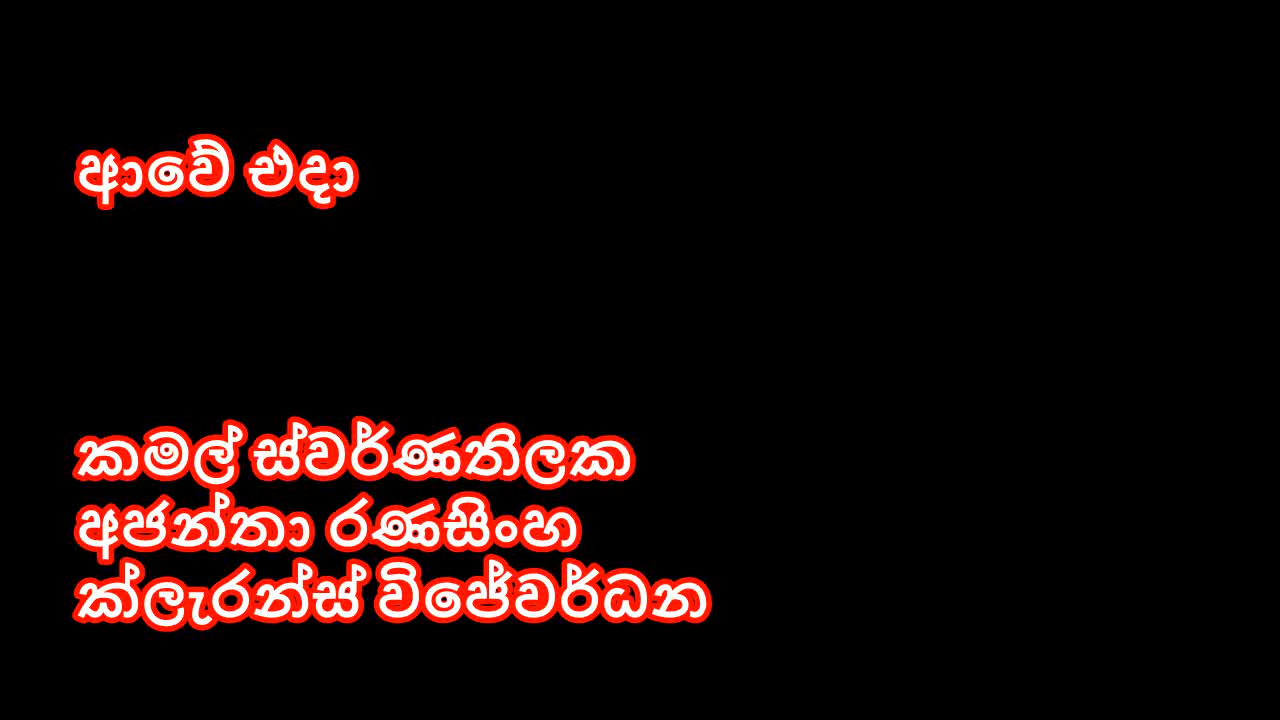 ආවේ එදා
කමල් ස්වර්ණතිලක
අජන්තා රණසිංහ
ක්ලැරන්ස් විජේවර්ධන